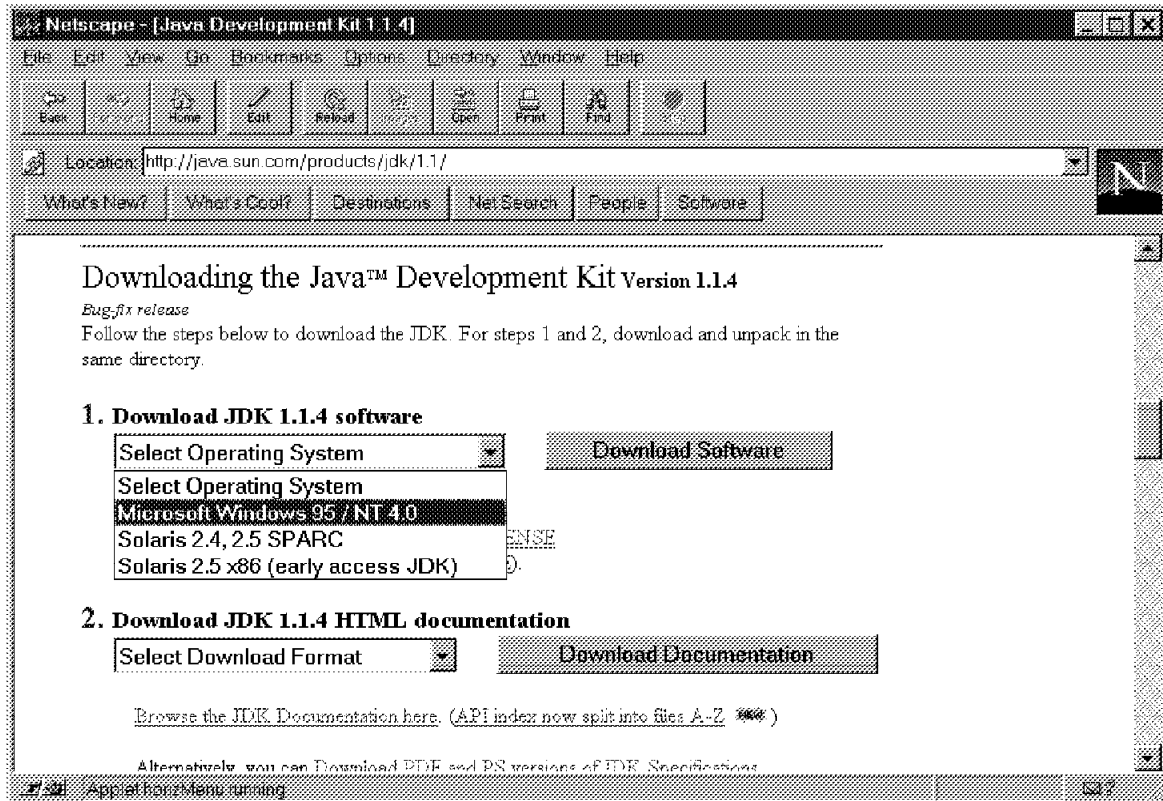 Netscape - [Java Development Kit 1.1.4]
File Edit View Go Bookmarks Options Directory Window Help
Back Home Edit Reload Open Print Find
Location: http://java.sun.com/products/jdk/1.1/
What's New? What's Cool? Destinations Net Search People Software
Downloading the Java™ Development Kit Version 1.1.4
Bug-fix release
Follow the steps below to download the JDK. For steps 1 and 2, download and unpack in the
same directory.
1. Download JDK 1.1.4 software
Select Operating System Download Software
Select Operating System
Microsoft Windows 95 / NT 4.0
Solaris 2.4, 2.5 SPARC ENSE
Solaris 2.5 x86 (early access JDK) ).
2. Download JDK 1.1.4 HTML documentation
Select Download Format Download Documentation
Browse the JDK Documentation here. (API index now split into files A-Z )
Alternatively, you can Download PDF and PS versions of JDK Specifications
Applet horizMenu running